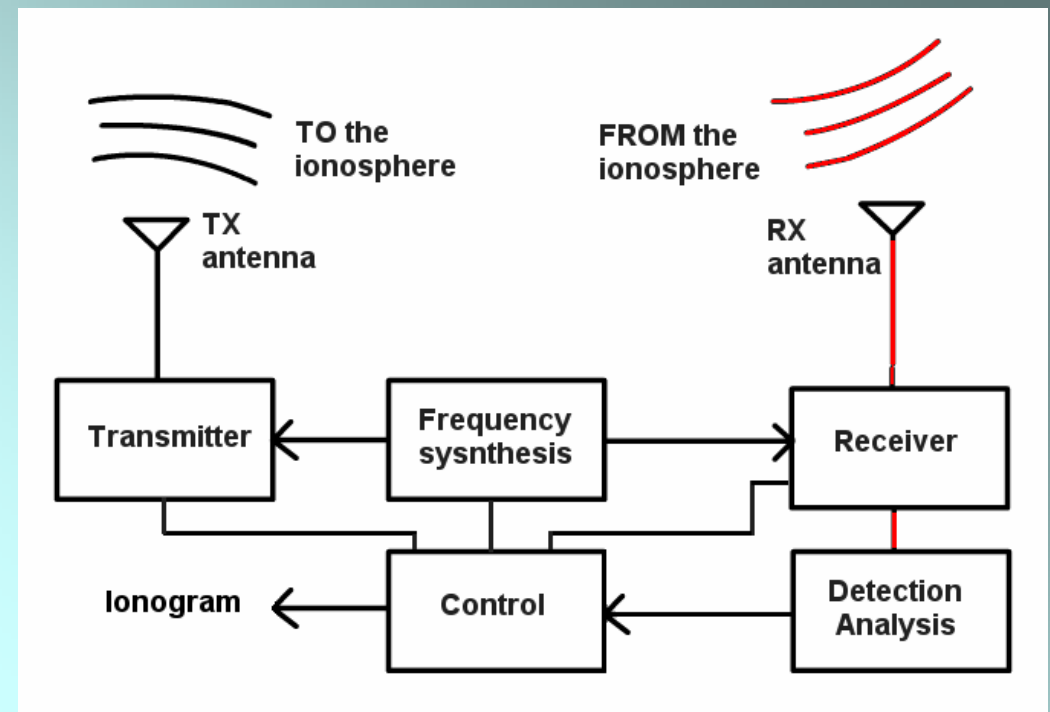 TO the
ionosphere
FROM the
ionosphere
TX
antenna
RX
antenna
Transmitter
Frequency
sysnthesis
Receiver
Ionogram
Control
Detection
Analysis